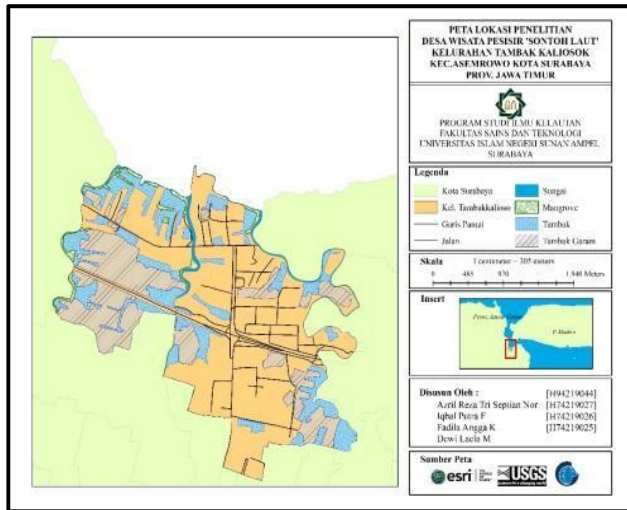 PETA LOKASI PENELITIAN
DESA WISATA PESISIR 'SONTOH LAUT'
KELURAHAN TAMBAK KALIOSOK
KEC.ASEMROWO KOTA SURABAYA
PROV. JAWA TIMUR
PROGRAM STUDI ILMU KELAUTAN
FAKULTAS SAINS DAN TEKNOLOGI
UNIVERSITAS ISLAM NEGERI SUNAN AMPEL
SURABAYA
Legenda
Kota Surabaya
Sungai
Kel. Tambakkalioso
Mangrove
Garis Pantai
Tambak
Jalan
Tambak Garam
Skala
1 centimeter = 305 meters
0 485 970 1,940 Meters
Insert
P. Madura
Disusun Oleh :
[H94219044]
Azril Reza Tri Septian Nor [H74219027]
Iqbal Putra F [H74219026]
Fadila Angga K [H74219025]
Dewi Laela M
Sumber Peta
esri
USGS